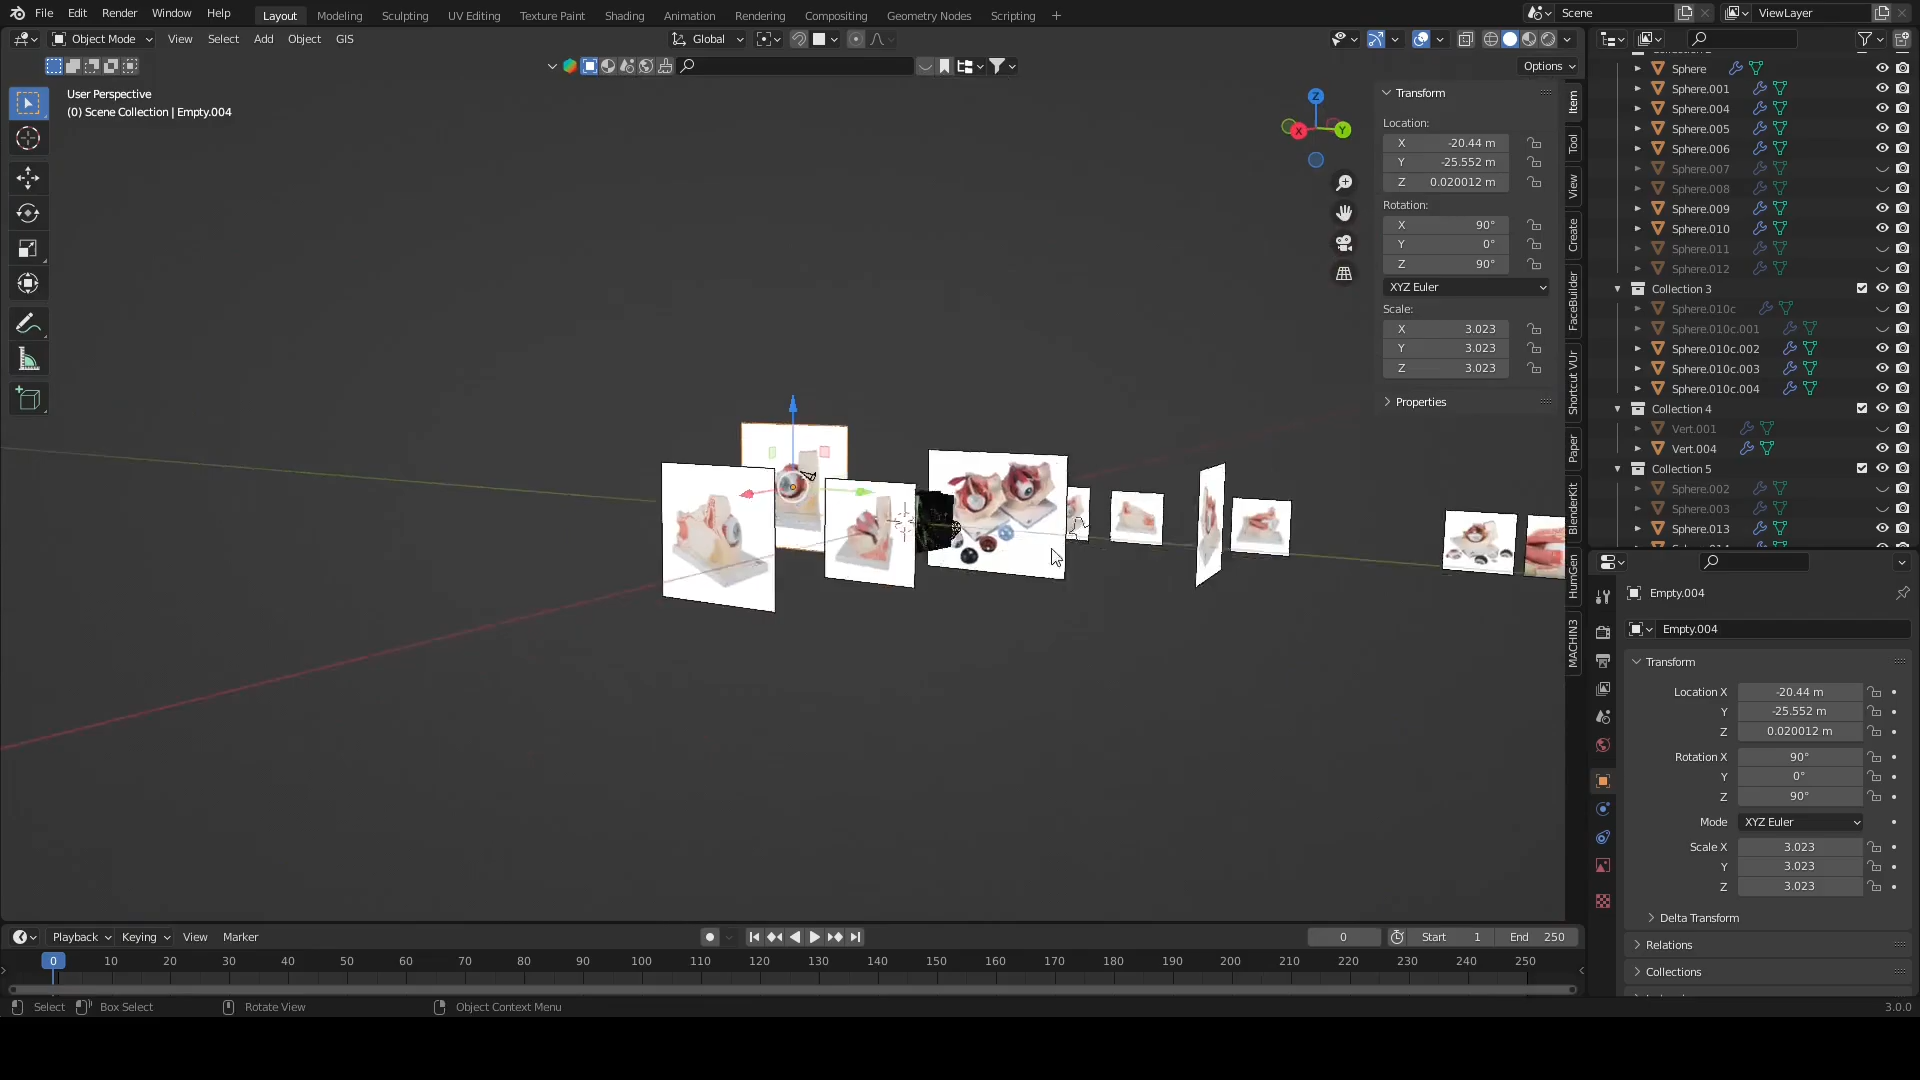 File Edit Render Window Help Layout Modeling Sculpting UV Editing Texture Paint Shading Animation Rendering Compositing Geometry Nodes Scripting + Scene ViewLayer
Object Mode View Select Add Object GIS Global
Options
User Perspective
(0) Scene Collection | Empty.004
Transform
Location:
X -20.44 m
Y -25.552 m
Z 0.020012 m
Rotation:
X 90°
Y 0°
Z 90°
XYZ Euler
Scale:
X 3.023
Y 3.023
Z 3.023
Properties
Z
X
Y
Item
Tool
View
Create
FaceBuilder
Shortcut VUr
Paper
BlenderKit
HumGen
MACHIN3
Sphere
Sphere.001
Sphere.004
Sphere.005
Sphere.006
Sphere.007
Sphere.008
Sphere.009
Sphere.010
Sphere.011
Sphere.012
Collection 3
Sphere.010c
Sphere.010c.001
Sphere.010c.002
Sphere.010c.003
Sphere.010c.004
Collection 4
Vert.001
Vert.004
Collection 5
Sphere.002
Sphere.003
Sphere.013
Empty.004
Empty.004
Transform
Location X -20.44 m
Y -25.552 m
Z 0.020012 m
Rotation X 90°
Y 0°
Z 90°
Mode XYZ Euler
Scale X 3.023
Y 3.023
Z 3.023
Delta Transform
Relations
Collections
Playback Keying View Marker 0 Start 1 End 250
0 10 20 30 40 50 60 70 80 90 100 110 120 130 140 150 160 170 180 190 200 210 220 230 240 250
Select Box Select Rotate View Object Context Menu 3.0.0